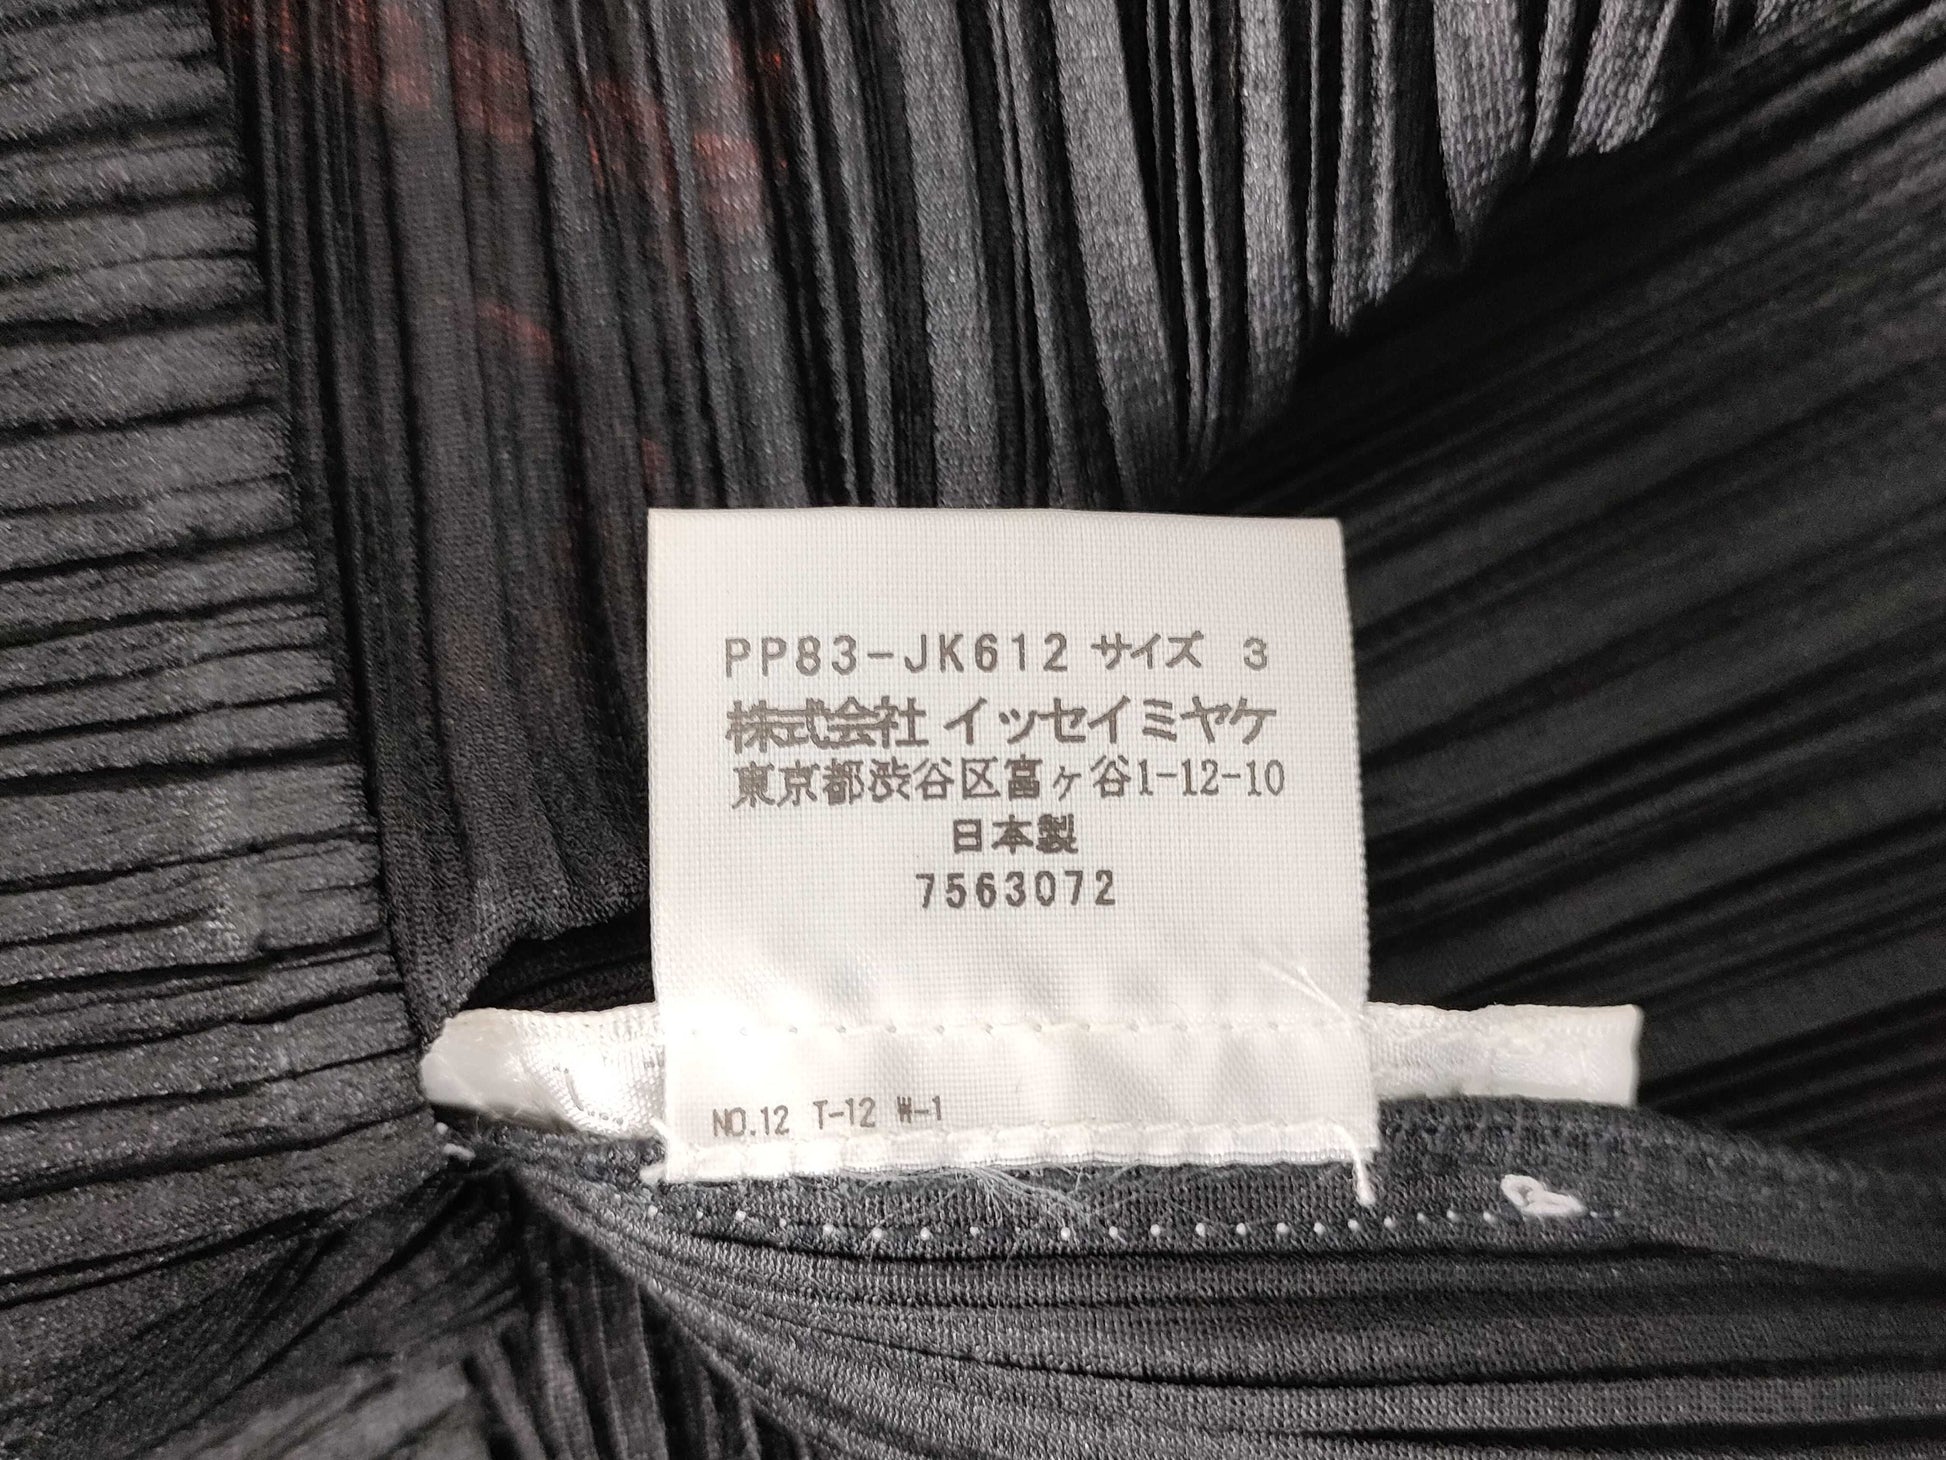 PP83-JK612 サイズ 3
株式会社 イッセイミヤケ
東京都渋谷区富ヶ谷1-12-10
日本製
7563072
NO.12 T-12 W-1